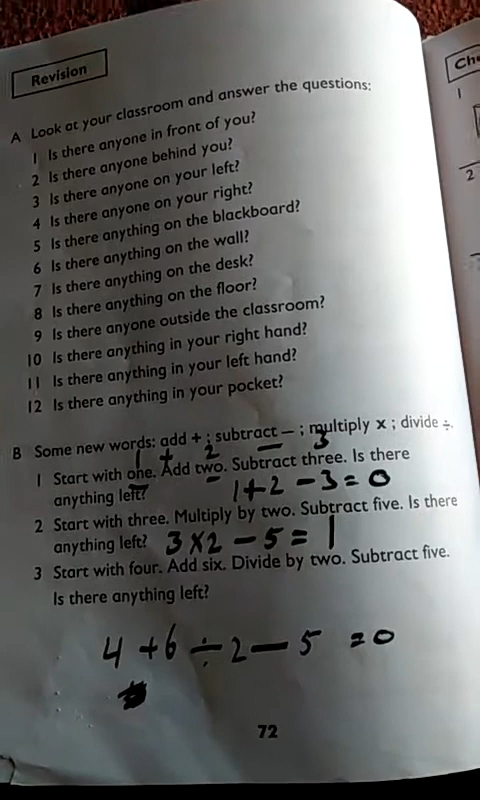 Revision
Che
1
A Look at your classroom and answer the questions:
1 Is there anyone in front of you?
2 Is there anyone behind you?
3 Is there anyone on your left?
4 Is there anyone on your right?
5 Is there anything on the blackboard?
6 Is there anything on the wall?
7 Is there anything on the desk?
8 Is there anything on the floor?
9 Is there anyone outside the classroom?
10 Is there anything in your right hand?
11 Is there anything in your left hand?
12 Is there anything in your pocket?
2
B Some new words: add + ; subtract — ; multiply x ; divide ÷.
1 + 2 — 3
1 Start with one. Add two. Subtract three. Is there
anything left? 1+2-3=0
2 Start with three. Multiply by two. Subtract five. Is there
anything left? 3X2-5=1
3 Start with four. Add six. Divide by two. Subtract five.
Is there anything left?
4+6÷2-5=0
72